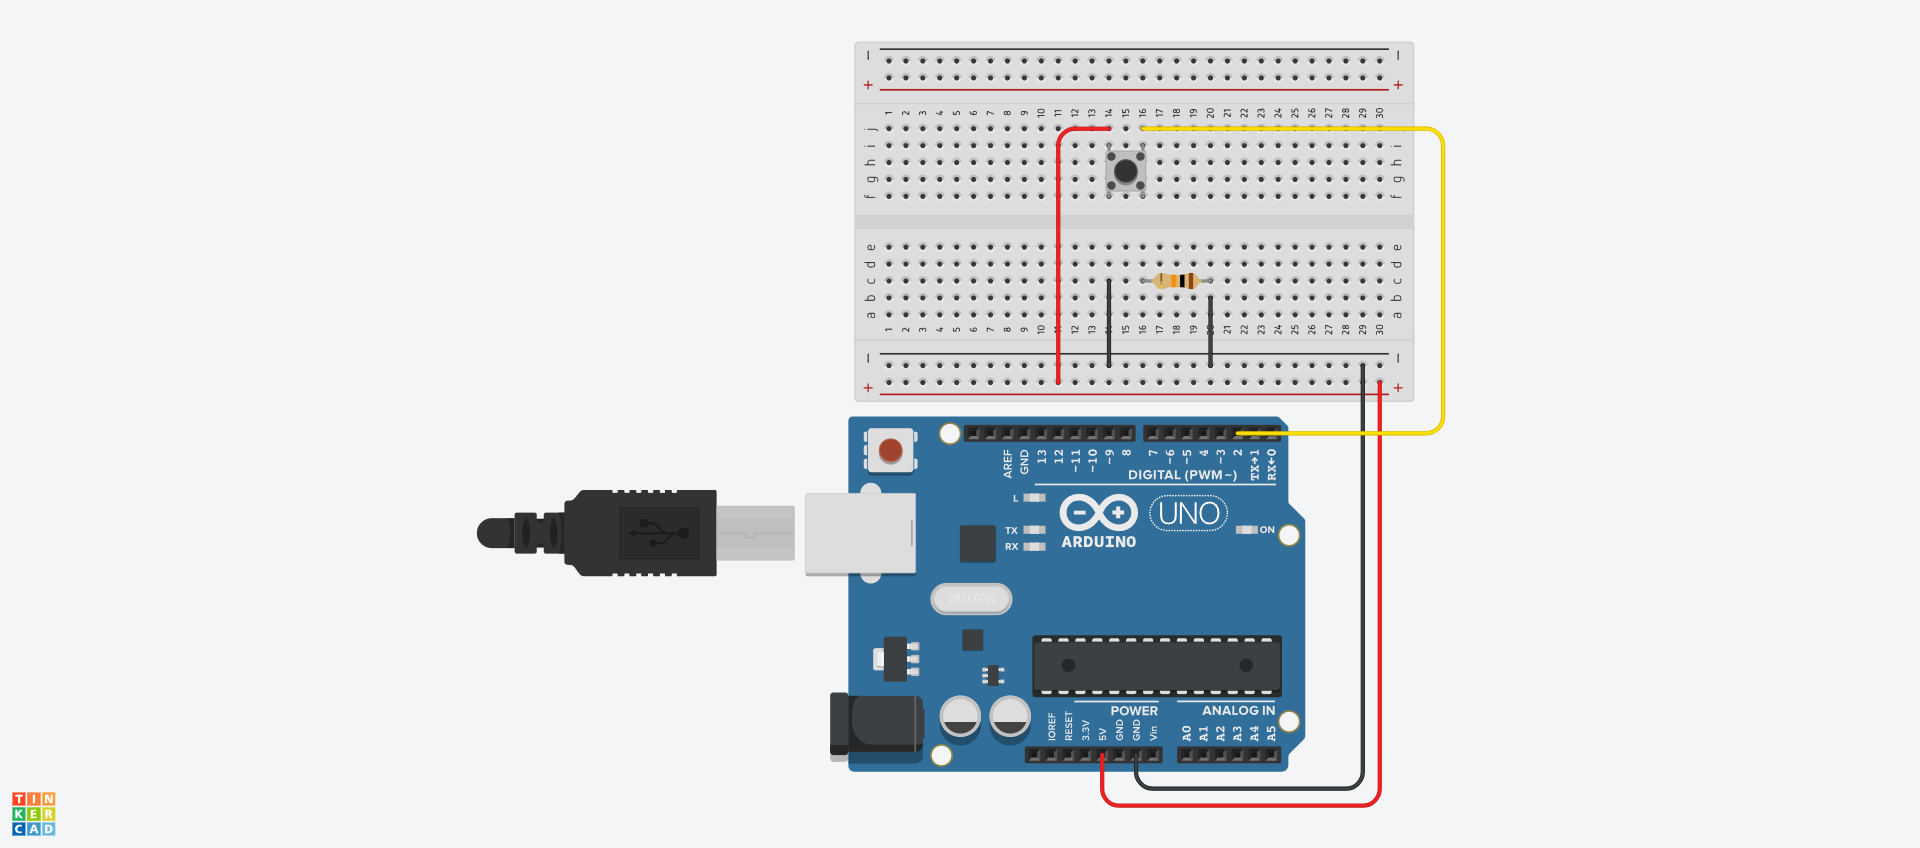 − −
+ +
1 2 3 4 5 6 7 8 9 10 11 12 13 14 15 16 17 18 19 20 21 22 23 24 25 26 27 28 29 30
j
i i
h h
g g
f f
e e
d d
c c
b b
a a
1 2 3 4 5 6 7 8 9 10 12 13 15 16 17 18 19 21 22 23 24 25 26 27 28 29 30
− −
+ +
AREF GND 13 12 ~11 ~10 ~9 8 7 ~6 ~5 4 ~3 2 TX→1 RX←0
DIGITAL (PWM~)
L
TX
RX
UNO
ARDUINO
ON
SPK16.000G
POWER
ANALOG IN
IOREF RESET 3.3V 5V GND GND Vin A0 A1 A2 A3 A4 A5
TIN
KER
CAD